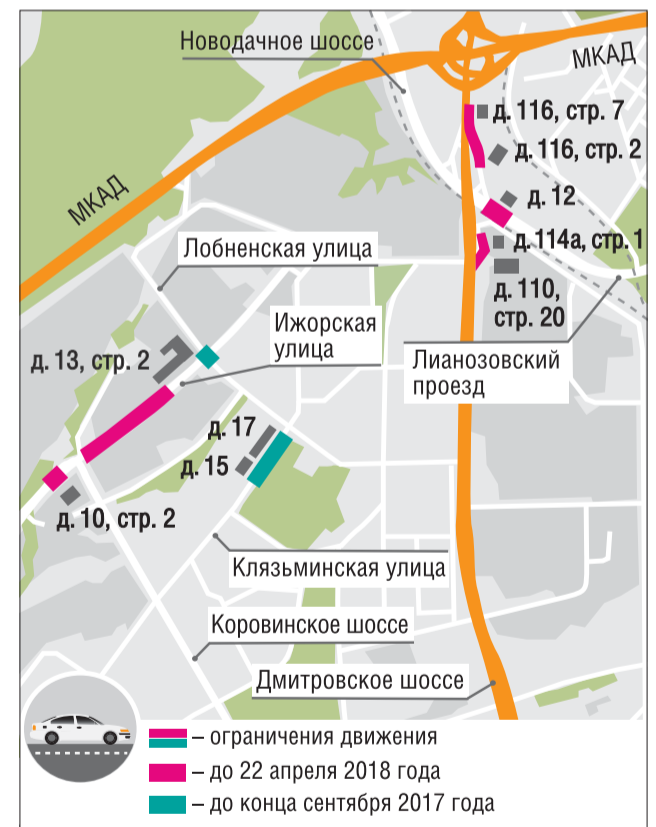 Новодачное шоссе
МКАД
д. 116, стр. 7
д. 116, стр. 2
МКАД
д. 12
д. 114а, стр. 1
Лобненская улица
д. 110,
стр. 20
Ижорская
улица
д. 13, стр. 2
Лианозовский
проезд
д. 17
д. 15
д. 10, стр. 2
Клязьминская улица
Коровинское шоссе
Дмитровское шоссе
– ограничения движения
– до 22 апреля 2018 года
– до конца сентября 2017 года